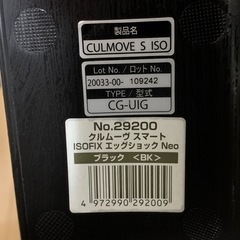 製品名
CULMOVE S ISO
Lot No. / ロット No.
20033-00- 109242
TYPE / 型式
CG-UIG
No.29200
クルムーヴ スマート
ISOFIX エッグショック Neo
ブラック <BK>
4 972990 292009